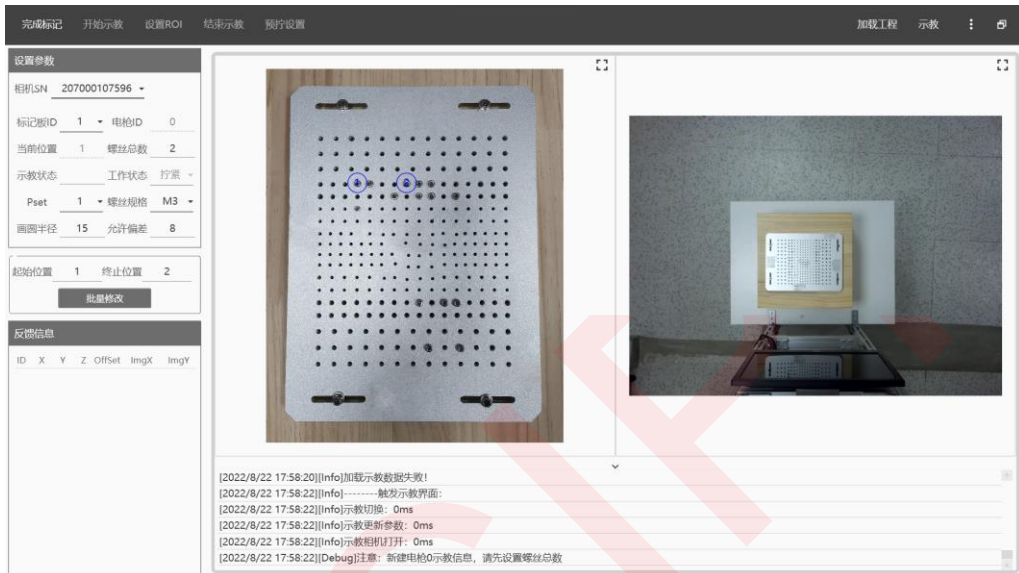 完成标记 开始示教 设置ROI 结束示教 预拧设置 加载工程 示教
设置参数
相机SN 207000107596
标记板ID 1 电枪ID 0
当前位置 1 螺丝总数 2
示教状态 工作状态 拧紧
Pset 1 螺丝规格 M3
画圆半径 15 允许偏差 8
起始位置 1 终止位置 2
批量修改
反馈信息
ID X Y Z OffSet ImgX ImgY
1 2
[2022/8/22 17:58:20][Info]加载示教数据失败!
[2022/8/22 17:58:22][Info]--------触发示教界面:
[2022/8/22 17:58:22][Info]示教切换: 0ms
[2022/8/22 17:58:22][Info]示教更新参数: 0ms
[2022/8/22 17:58:22][Info]示教相机打开: 0ms
[2022/8/22 17:58:22][Debug]注意: 新建电枪0示教信息, 请先设置螺丝总数